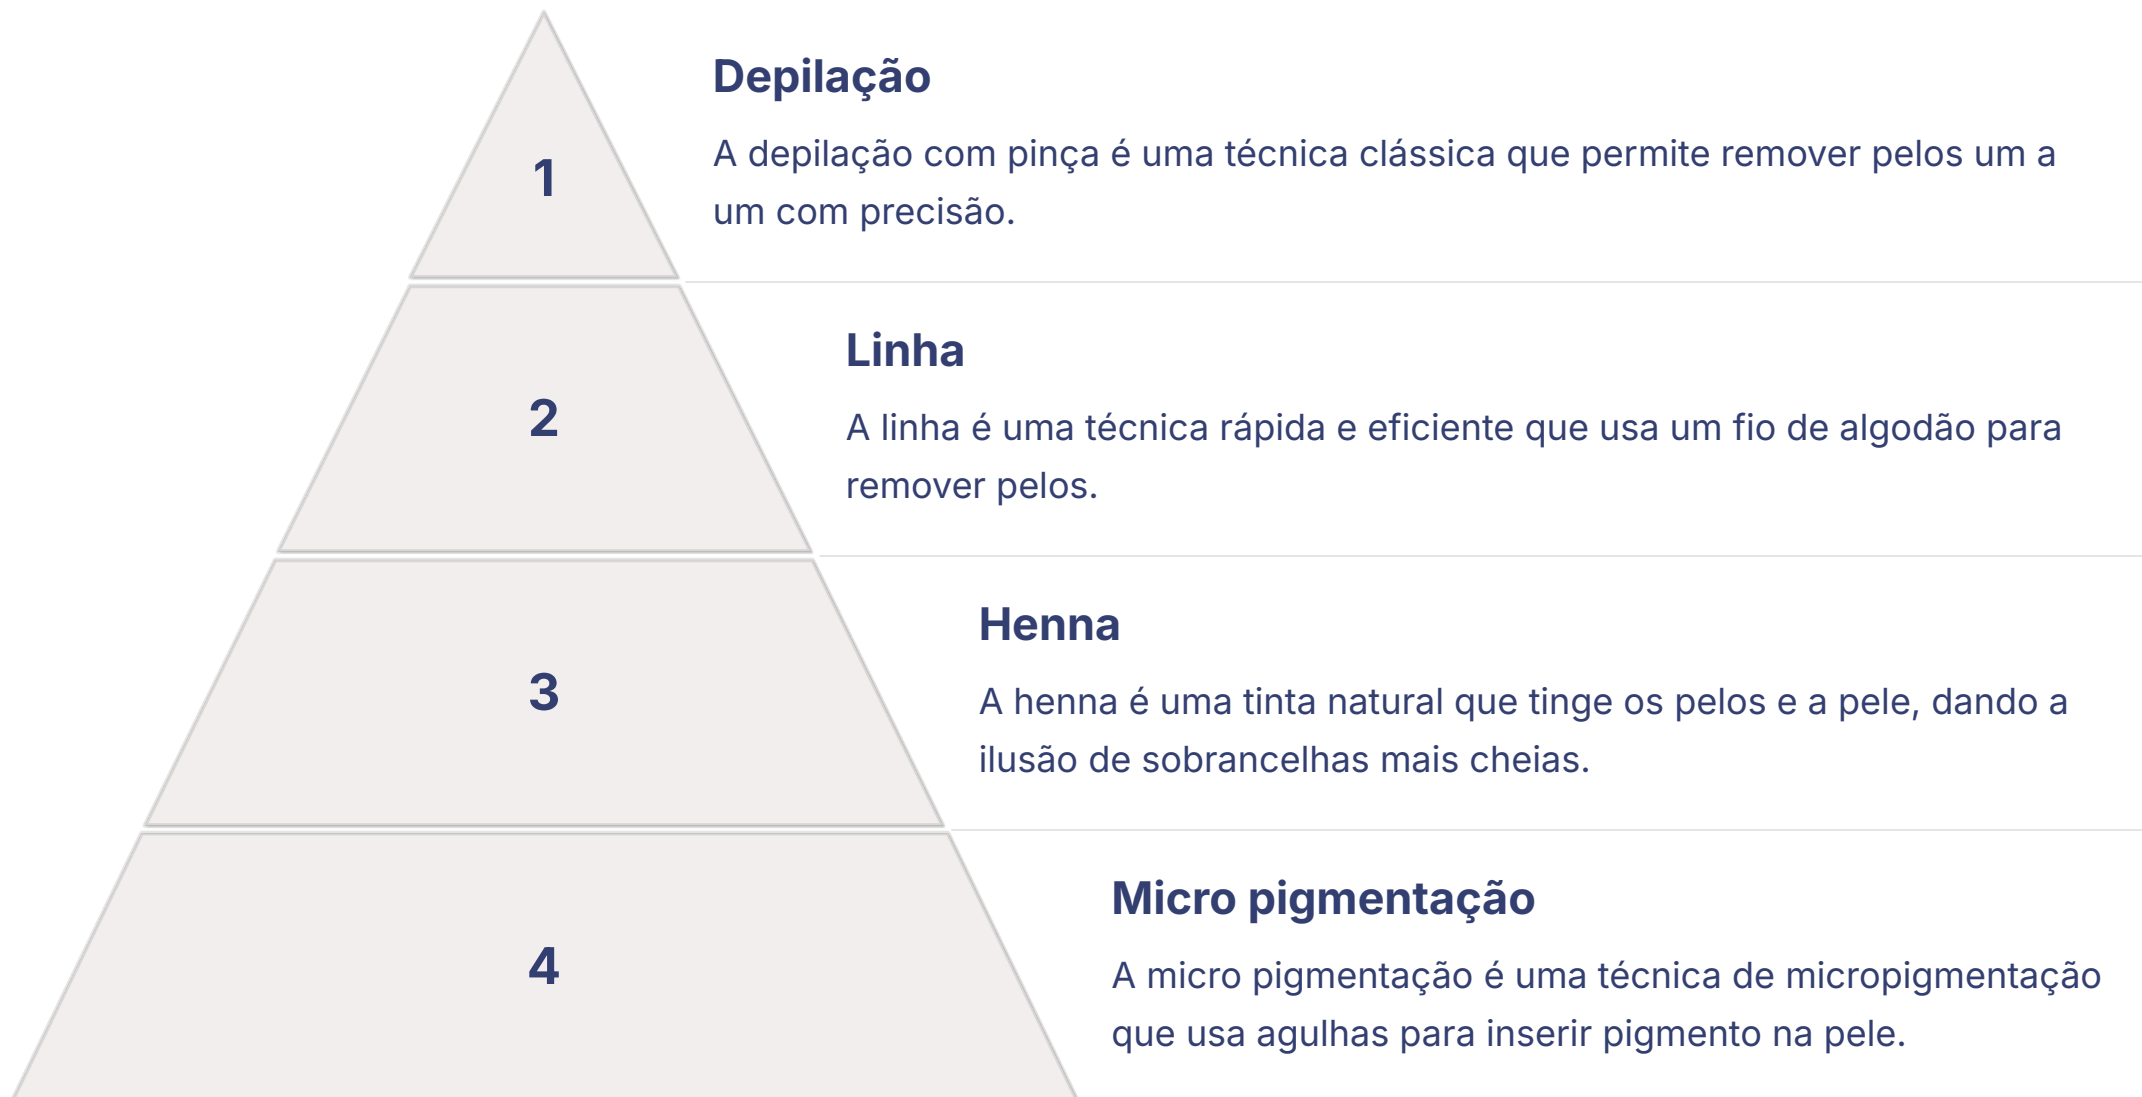 1
Depilação
A depilação com pinça é uma técnica clássica que permite remover pelos um a
um com precisão.
2
Linha
A linha é uma técnica rápida e eficiente que usa um fio de algodão para
remover pelos.
3
Henna
A henna é uma tinta natural que tinge os pelos e a pele, dando a
ilusão de sobrancelhas mais cheias.
4
Micro pigmentação
A micro pigmentação é uma técnica de micropigmentação
que usa agulhas para inserir pigmento na pele.